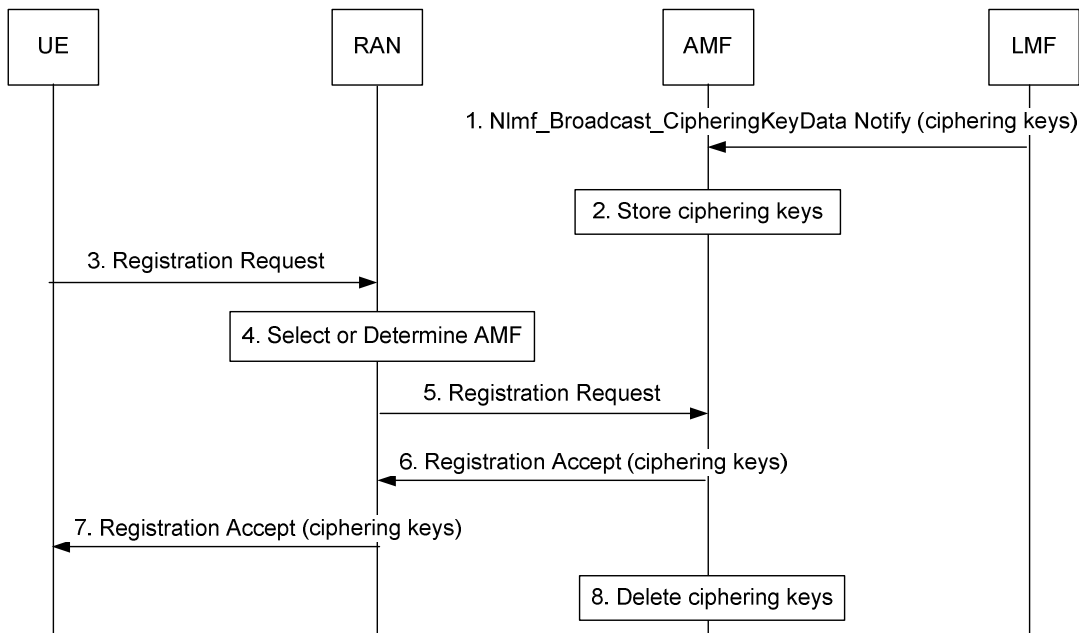 UE
RAN
AMF
LMF
1. Nlmf_Broadcast_CipheringKeyData Notify (ciphering keys)
2. Store ciphering keys
3. Registration Request
4. Select or Determine AMF
5. Registration Request
6. Registration Accept (ciphering keys)
7. Registration Accept (ciphering keys)
8. Delete ciphering keys